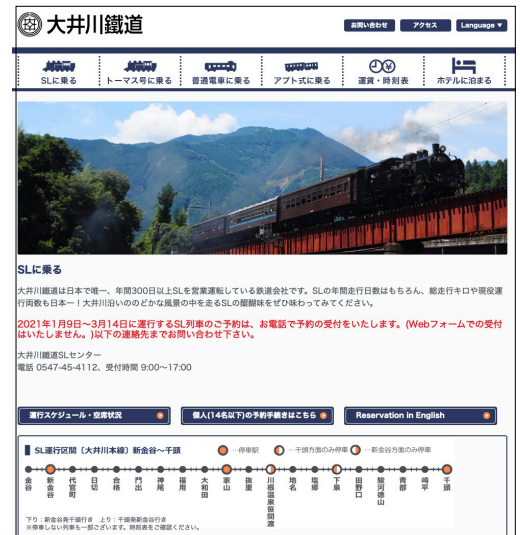 大井川鐵道
お問い合わせ
アクセス
Language ▼
SLに乗る
トーマス号に乗る
普通電車に乗る
アプト式に乗る
運賃・時刻表
ホテルに泊まる
SLに乗る
大井川鐵道は日本で唯一、年間300日以上SLを営業運転している鉄道会社です。SLの年間走行日数はもちろん、総走行キロや現役運
行両数も日本一！大井川沿いののどかな風景の中を走るSLの醍醐味をぜひ味わってみてください。
2021年1月9日～3月14日に運行するSL列車のご予約は、お電話で予約の受付をいたします。(Webフォームでの受付
はいたしません。)以下の連絡先までお問い合わせ下さい。
大井川鐵道SLセンター
電話 0547-45-4112、受付時間 9:00～17:00
運行スケジュール・空席状況
個人(14名以下)の予約手続きはこちら
Reservation in English
SL運行区間〔大井川本線〕新金谷～千頭
…停車駅
…千頭方面のみ停車
…新金谷方面のみ停車
金谷
新金谷
代官町
日切
合格
門出
神尾
福用
大和田
家山
抜里
川根温泉笹間渡
地名
塩郷
下泉
田野口
駿河徳山
青部
崎平
千頭
下り：新金谷発千頭行き 上り：千頭発新金谷行き
※停車しない列車も一部ございます。時刻表をご確認ください。